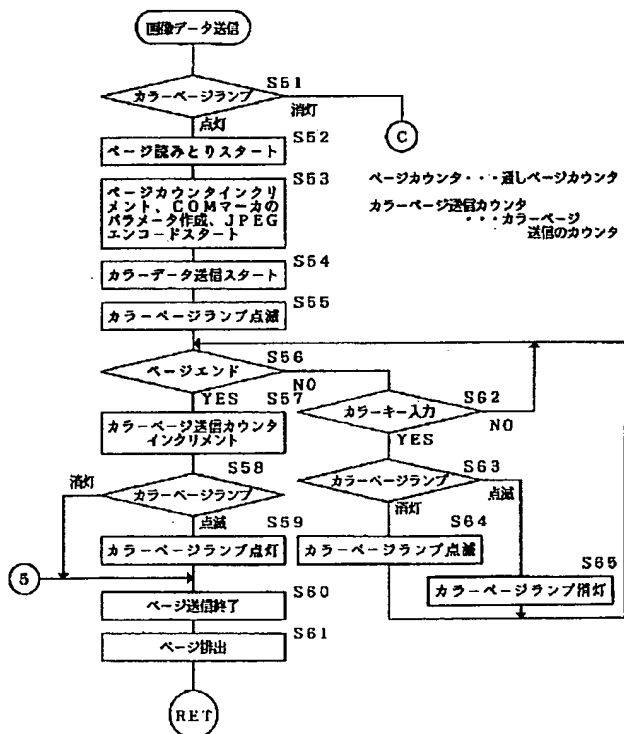 画像データ送信
S51
カラーページランプ
消灯
点灯
C
S52
ページ読みとりスタート
S53
ページカウンタインクリ
メント、COMマーカの
パラメータ作成、JPEG
エンコードスタート
ページカウンタ・・・通しページカウンタ
カラーページ送信カウンタ
・・・カラーページ
送信のカウンタ
S54
カラーデータ送信スタート
S55
カラーページランプ点滅
S56
ページエンド
NO
YES
S57
カラーページ送信カウンタ
インクリメント
S62
カラーキー入力
NO
YES
S58
消灯
カラーページランプ
点滅
S63
カラーページランプ
点滅
消灯
S59
カラーページランプ点灯
S64
カラーページランプ点滅
S65
カラーページランプ消灯
5
S60
ページ送信終了
S61
ページ排出
RET